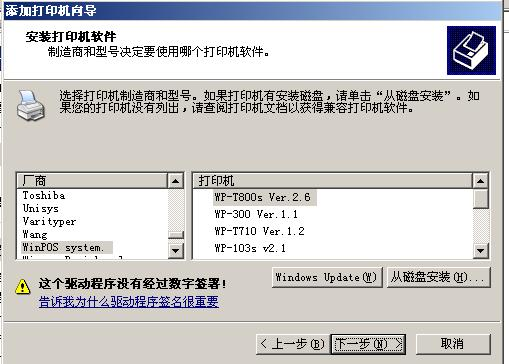 添加打印机向导
安装打印机软件
制造商和型号决定要使用哪个打印机软件。
选择打印机制造商和型号。如果打印机有安装磁盘,请单击“从磁盘安装”。如
果您的打印机没有列出,请查阅打印机文档以获得兼容打印机软件。
厂商
Toshiba
Unisys
Varityper
Wang
WinPOS system.
打印机
WP-T800s Ver.2.6
WP-300 Ver.1.1
WP-T710 Ver.1.2
WP-103s v2.1
这个驱动程序没有经过数字签署!
告诉我为什么驱动程序签名很重要
Windows Update(W)
从磁盘安装(H)...
< 上一步(B)
下一步(N) >
取消